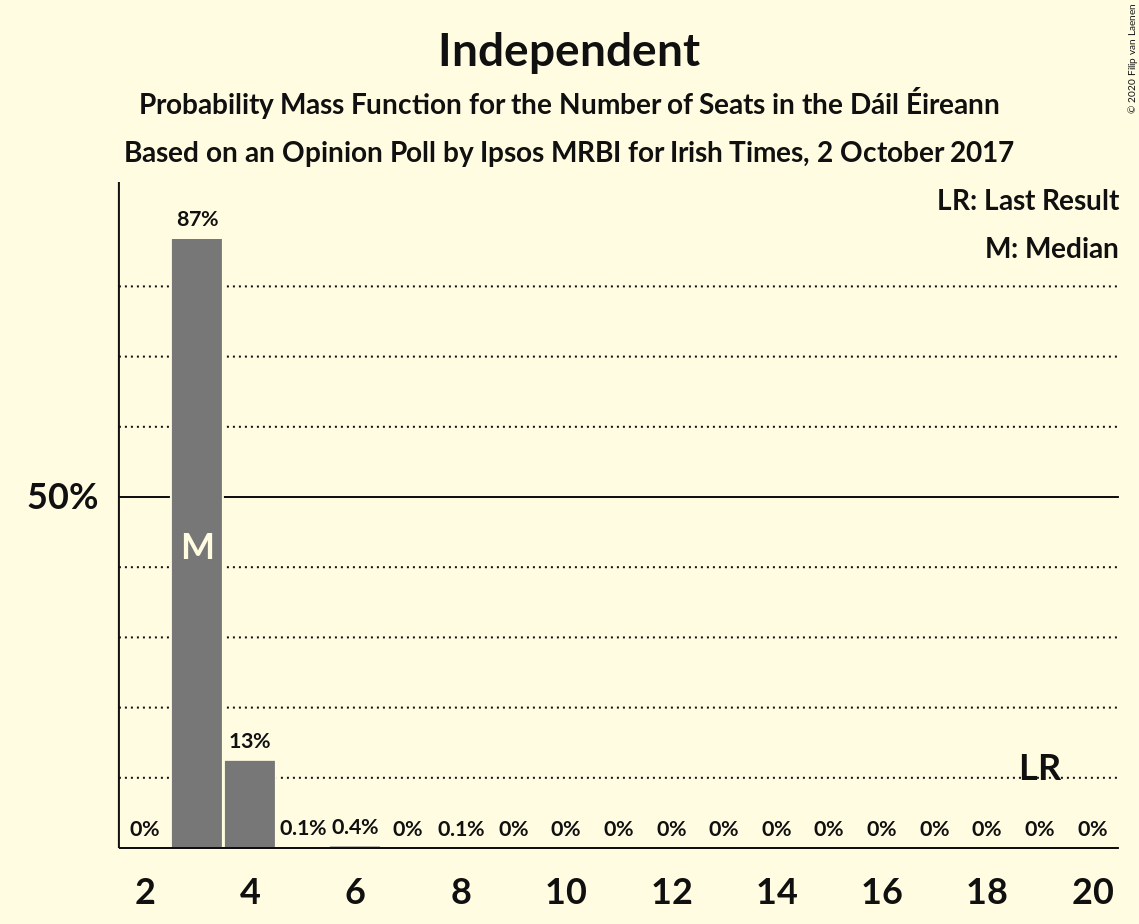 Independent
Probability Mass Function for the Number of Seats in the Dáil Éireann
Based on an Opinion Poll by Ipsos MRBI for Irish Times, 2 October 2017
© 2020 Filip van Laenen
LR: Last Result
M: Median
87%
50%
M
13%
LR
0% 0.1% 0.4% 0% 0.1% 0% 0% 0% 0% 0% 0% 0% 0% 0% 0% 0% 0%
2 4 6 8 10 12 14 16 18 20